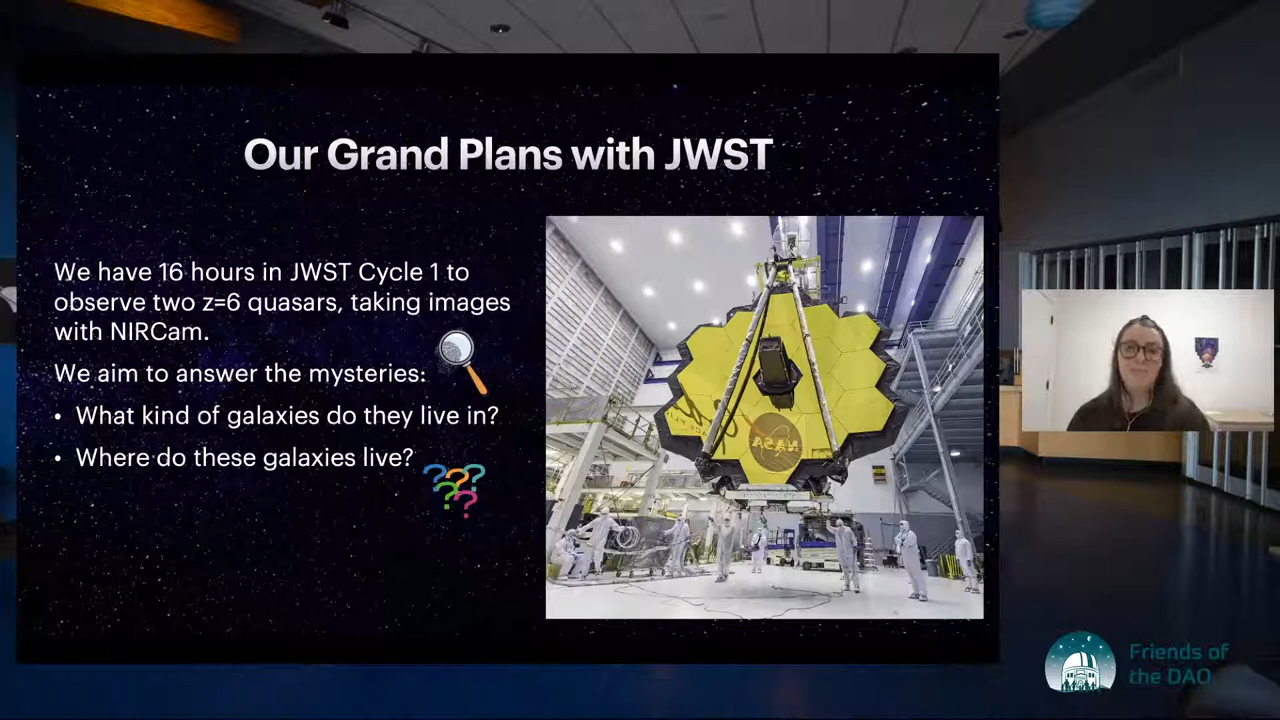 Our Grand Plans with JWST
We have 16 hours in JWST Cycle 1 to
observe two z=6 quasars, taking images
with NIRCam.
We aim to answer the mysteries:
• What kind of galaxies do they live in?
• Where do these galaxies live?
???
??
?
NASA
Friends of
the DAO